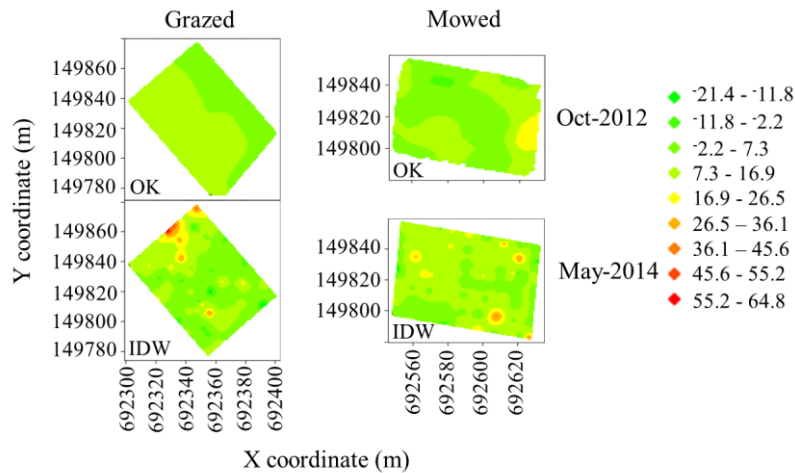 Grazed
Mowed
149860
149840
149820
149800
149780
OK
149840
149820
149800
OK
Oct-2012
149860
149840
149820
149800
149780
IDW
149840
149820
149800
IDW
May-2014
Y coordinate (m)
692300
692320
692340
692360
692380
692400
692560
692580
692600
692620
X coordinate (m)
-21.4 - -11.8
-11.8 - -2.2
-2.2 - 7.3
7.3 - 16.9
16.9 - 26.5
26.5 - 36.1
36.1 – 45.6
45.6 - 55.2
55.2 - 64.8